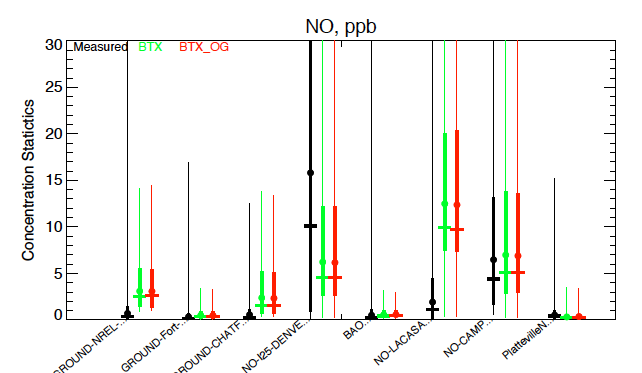 NO, ppb
30
Measured BTX BTX_OG
25
20
15
10
5
0
Concentration Statictics
GROUND-NREL-...
GROUND-Fort-...
GROUND-CHATF...
NO-I25-DENVE...
BAO...
NO-LACASA...
NO-CAMP...
PlattevilleN...